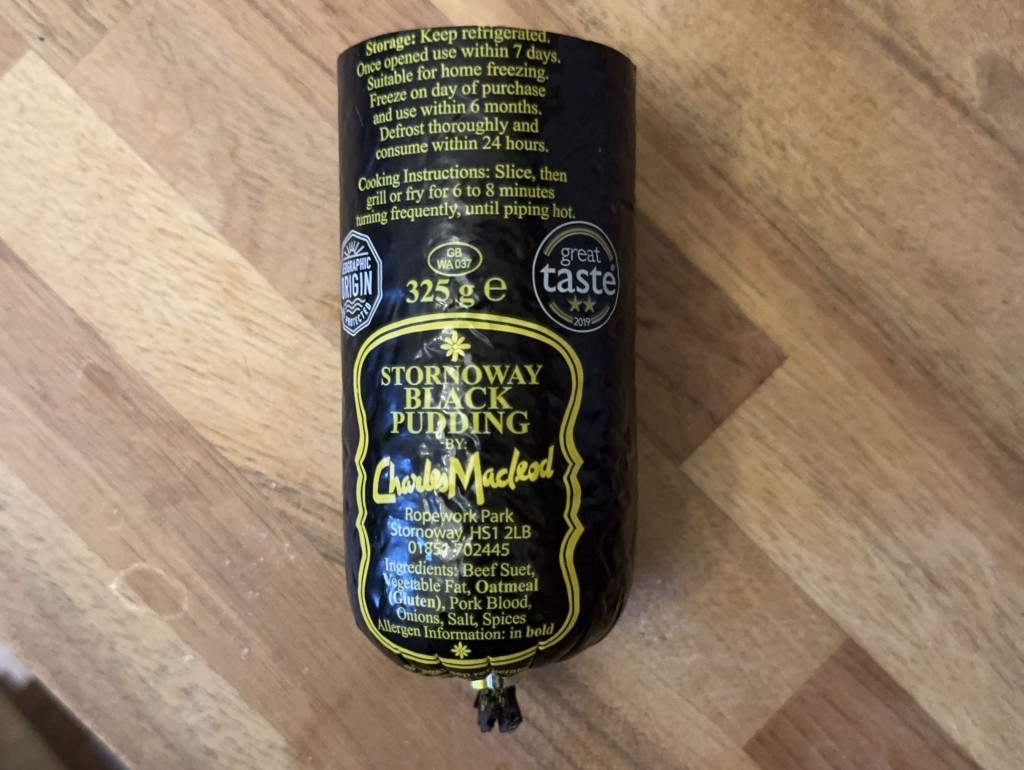 Storage: Keep refrigerated.
Once opened use within 7 days.
Suitable for home freezing.
Freeze on day of purchase
and use within 6 months.
Defrost thoroughly and
consume within 24 hours.
Cooking Instructions: Slice, then
grill or fry for 6 to 8 minutes
turning frequently, until piping hot.
GB
WA 037
325 g e
ORIGIN
PROTECTED
great
taste
2019
STORNOWAY
BLACK
PUDDING
BY:
Charles Macleod
Ropework Park
Stornoway, HS1 2LB
01851 702445
Ingredients: Beef Suet,
Vegetable Fat, Oatmeal
(Gluten), Pork Blood,
Onions, Salt, Spices
Allergen Information: in bold